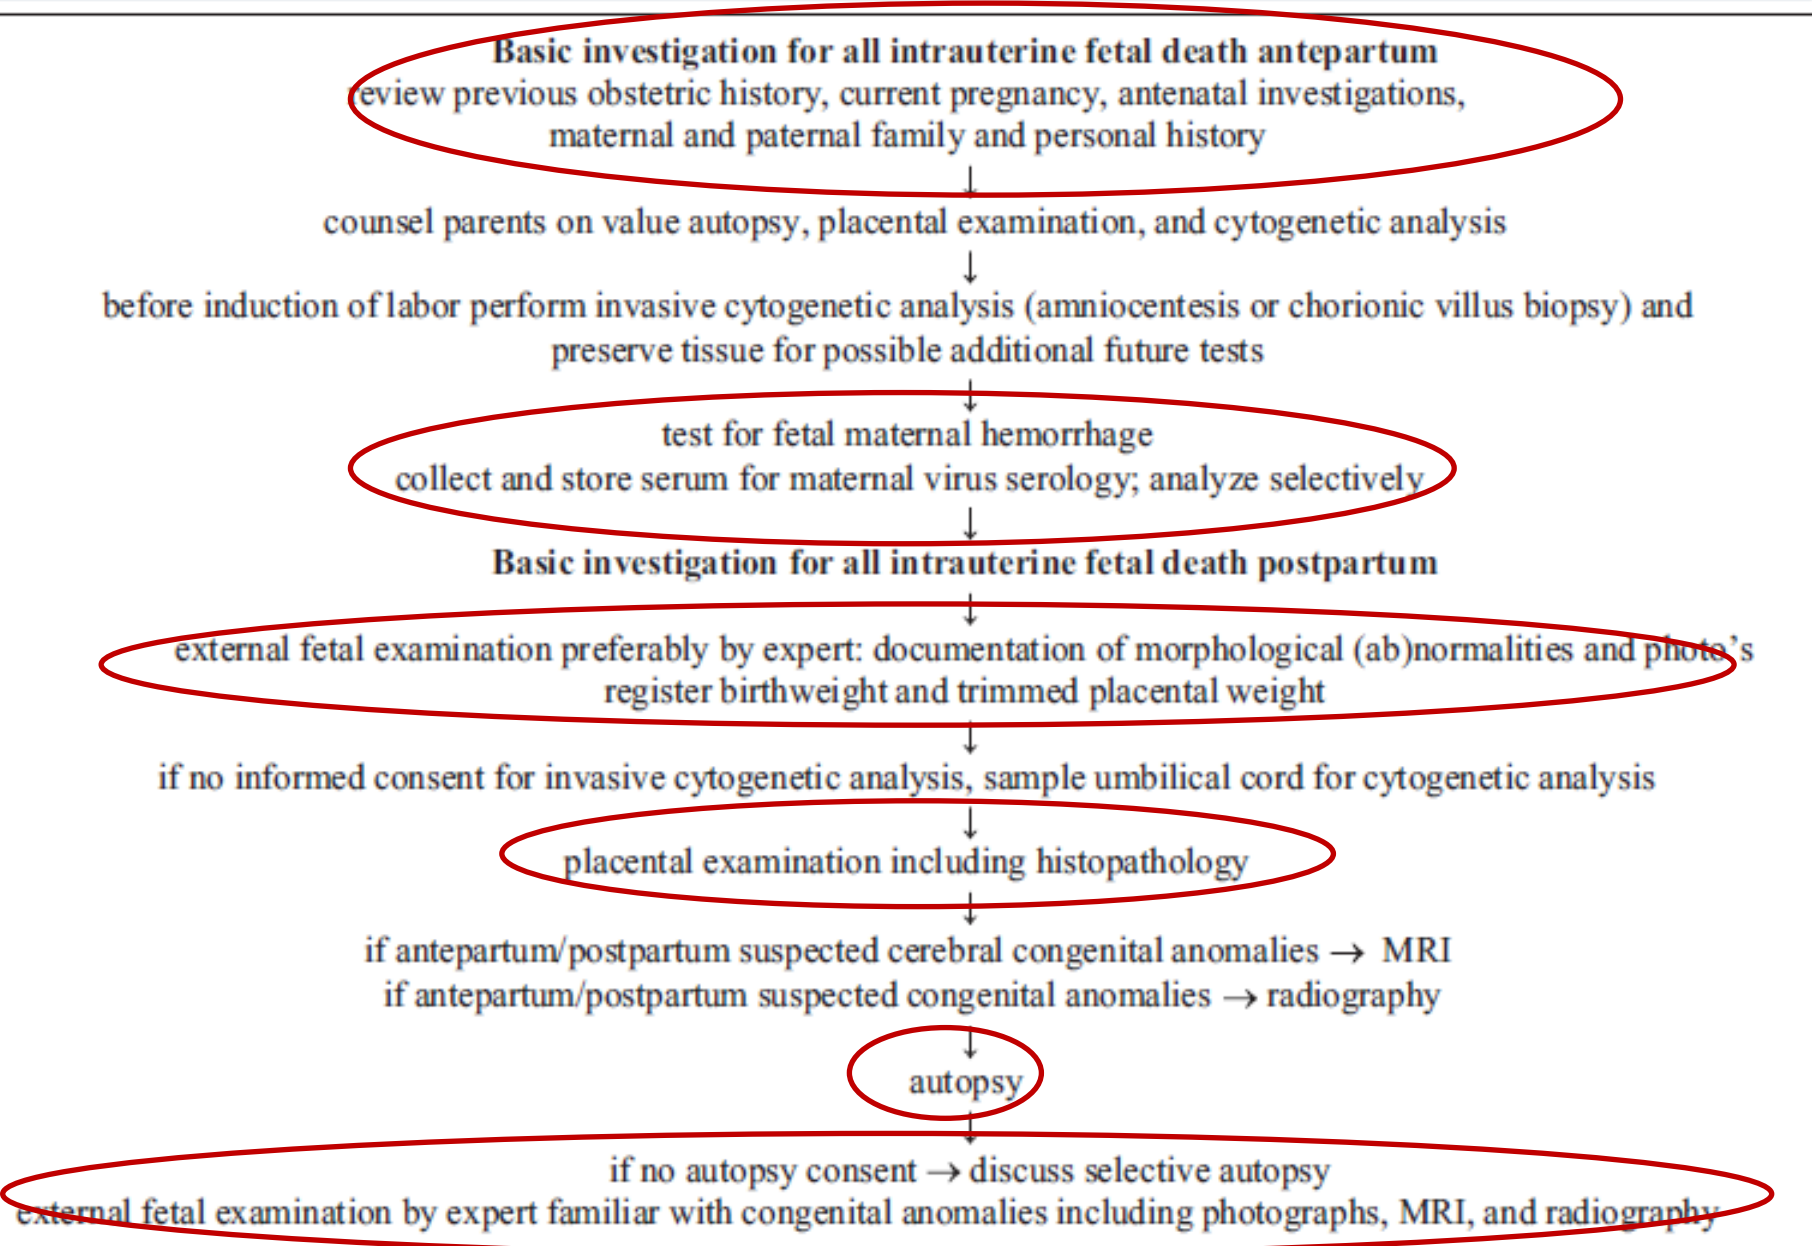 Basic investigation for all intrauterine fetal death antepartum
review previous obstetric history, current pregnancy, antenatal investigations,
maternal and paternal family and personal history
↓
counsel parents on value autopsy, placental examination, and cytogenetic analysis
↓
before induction of labor perform invasive cytogenetic analysis (amniocentesis or chorionic villus biopsy) and
preserve tissue for possible additional future tests
↓
test for fetal maternal hemorrhage
collect and store serum for maternal virus serology; analyze selectively
↓
Basic investigation for all intrauterine fetal death postpartum
↓
external fetal examination preferably by expert: documentation of morphological (ab)normalities and photo's
register birthweight and trimmed placental weight
↓
if no informed consent for invasive cytogenetic analysis, sample umbilical cord for cytogenetic analysis
↓
placental examination including histopathology
↓
if antepartum/postpartum suspected cerebral congenital anomalies → MRI
if antepartum/postpartum suspected congenital anomalies → radiography
↓
autopsy
↓
if no autopsy consent → discuss selective autopsy
external fetal examination by expert familiar with congenital anomalies including photographs, MRI, and radiography